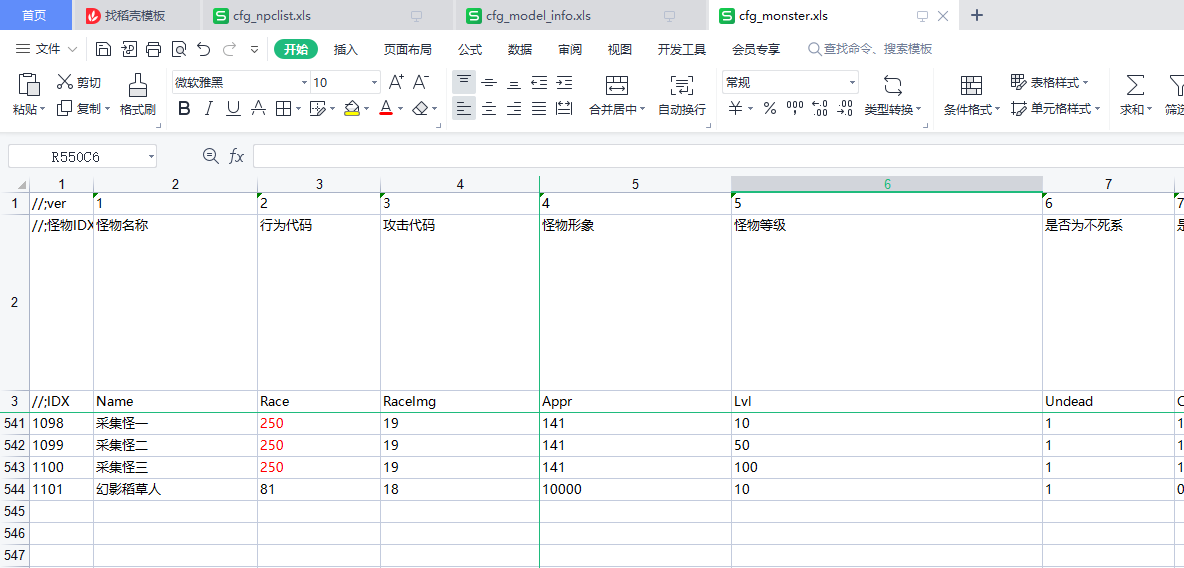 首页 找稻壳模板 cfg_npclist.xls cfg_model_info.xls cfg_monster.xls
文件 开始 插入 页面布局 公式 数据 审阅 视图 开发工具 会员专享 查找命令、搜索模板
粘贴 剪切 复制 格式刷 微软雅黑 10 A+ A- B I U A A 合并居中 自动换行 常规 ¥ % 000 .00 .00 类型转换 条件格式 表格样式 单元格样式 求和 筛选
R550C6 fx
1 2 3 4 5 6 7
1 //;ver 1 2 3 4 5 6 7
2 //;怪物IDX 怪物名称 行为代码 攻击代码 怪物形象 怪物等级 是否为不死系
3 //;IDX Name Race RaceImg Appr Lvl Undead C
541 1098 采集怪一 250 19 141 10 1 1
542 1099 采集怪二 250 19 141 50 1 1
543 1100 采集怪三 250 19 141 100 1 1
544 1101 幻影稻草人 81 18 10000 10 1 0
545
546
547